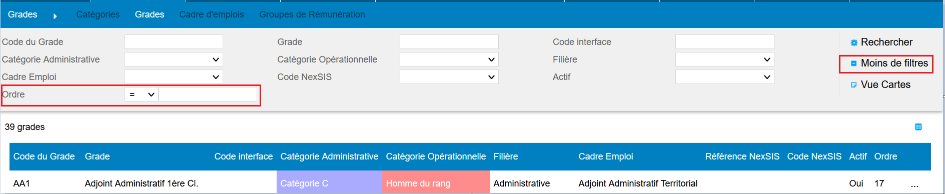 Grades Catégories Grades Cadre d'emplois Groupes de Rémunération
Code du Grade Grade Code interface Rechercher
Catégorie Administrative Catégorie Opérationnelle Filière Moins de filtres
Cadre Emploi Code NexSIS Actif Vue Cartes
Ordre =
39 grades
Code du Grade Grade Code interface Catégorie Administrative Catégorie Opérationnelle Filière Cadre Emploi Référence NexSIS Code NexSIS Actif Ordre
AA1 Adjoint Administratif 1ére Cl. Catégorie C Homme du rang Administrative Adjoint Administratif Territorial Oui 17 ...